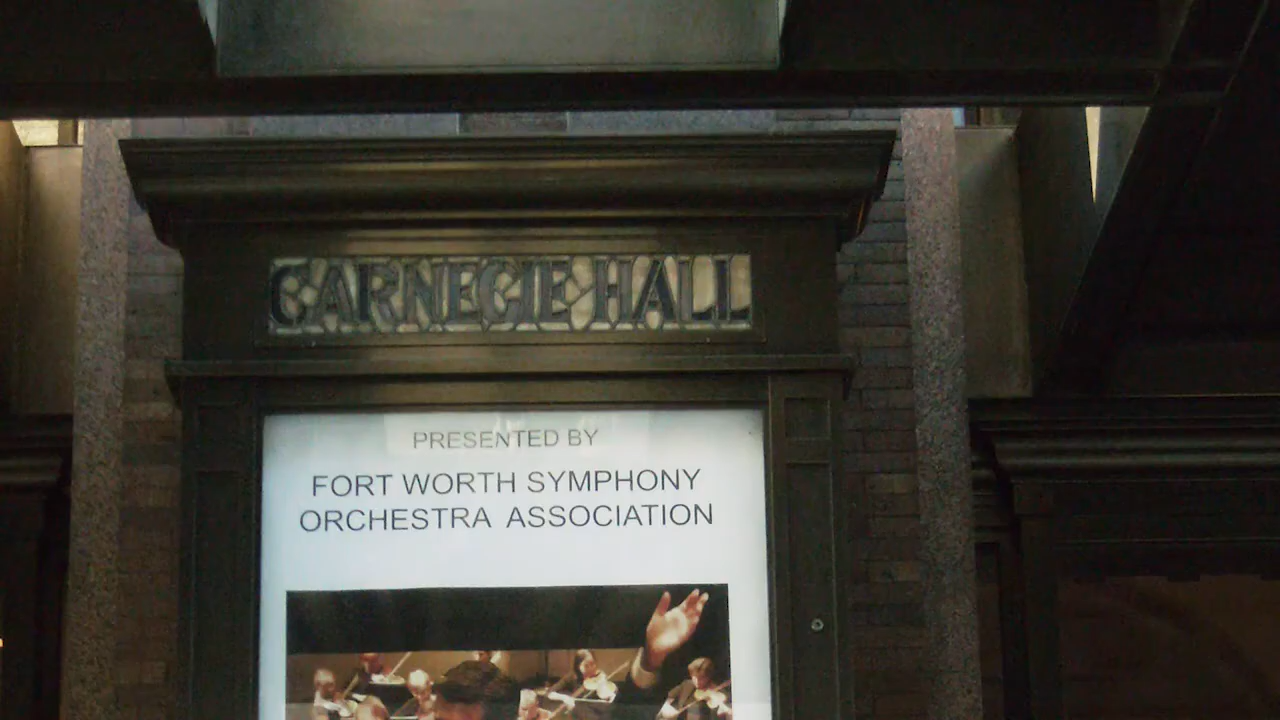 CARNEGIE HALL
PRESENTED BY
FORT WORTH SYMPHONY
ORCHESTRA ASSOCIATION